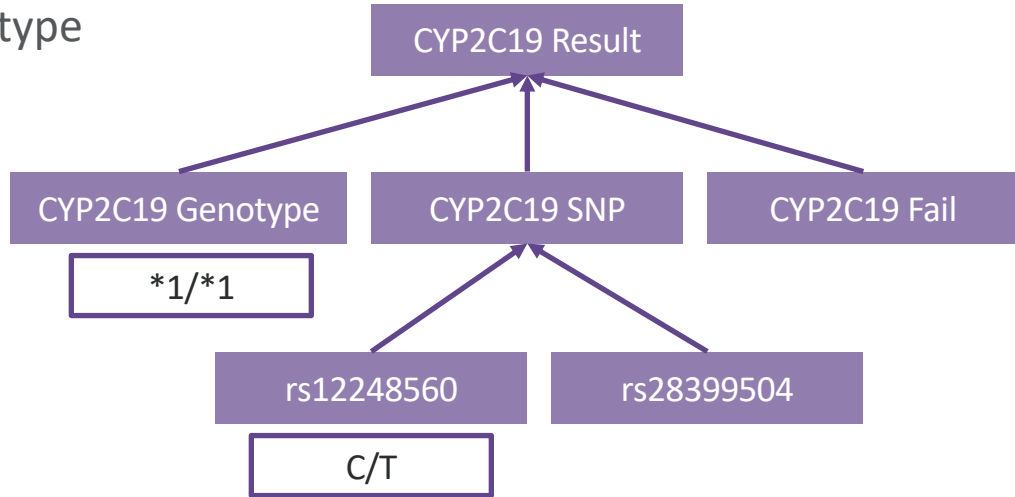 type
CYP2C19 Result
CYP2C19 Genotype
CYP2C19 SNP
CYP2C19 Fail
*1/*1
rs12248560
rs28399504
C/T